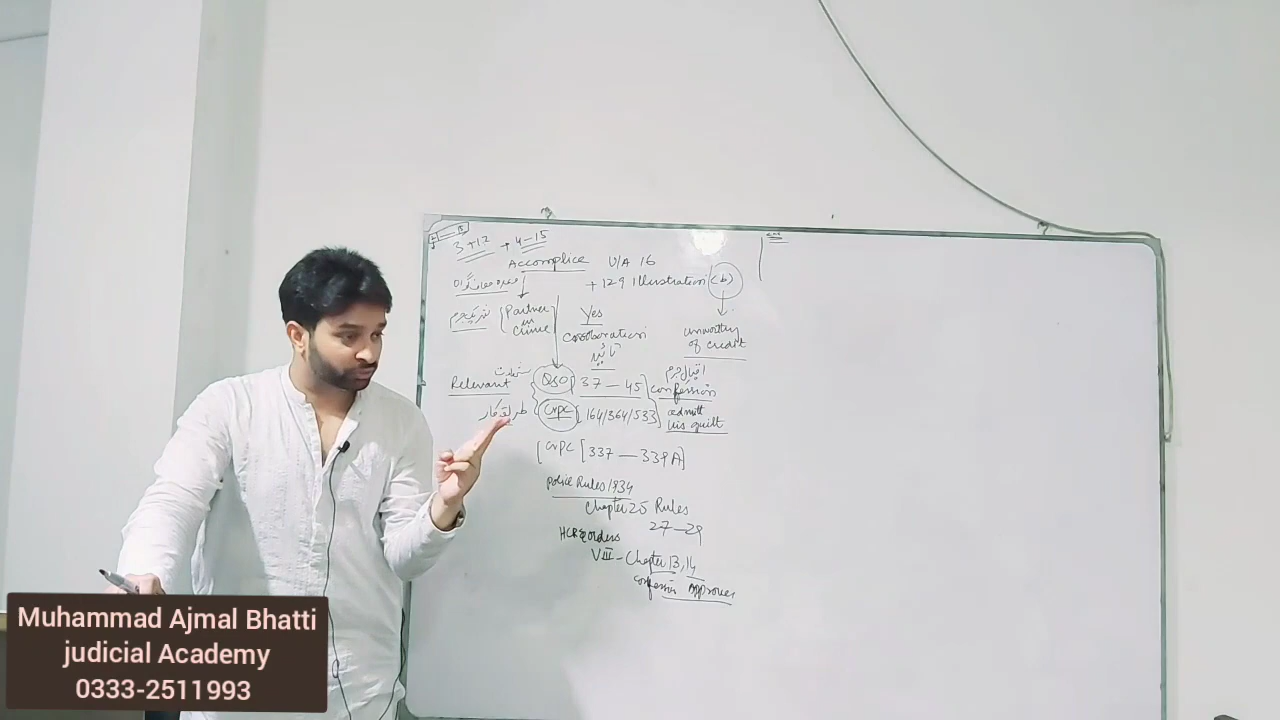 3+12 + 4-15
Accomplice U/A 16
+ 129 Illustration (b)
شریک جرم { Partner in crime
Yes
Corroboration
تائید
unworthy of credit
Relevant
QSO 37 — 45
اقبال جرم
confession
طریقہ کار
CrPC 164/364/533
admitt his guilt
[CrPC [337 — 339A]
Police Rules 1934
Chapter 25 Rules
27—29
HCR&orders
VIII - Chapter 13, 14
confession Approver
Muhammad Ajmal Bhatti
judicial Academy
0333-2511993